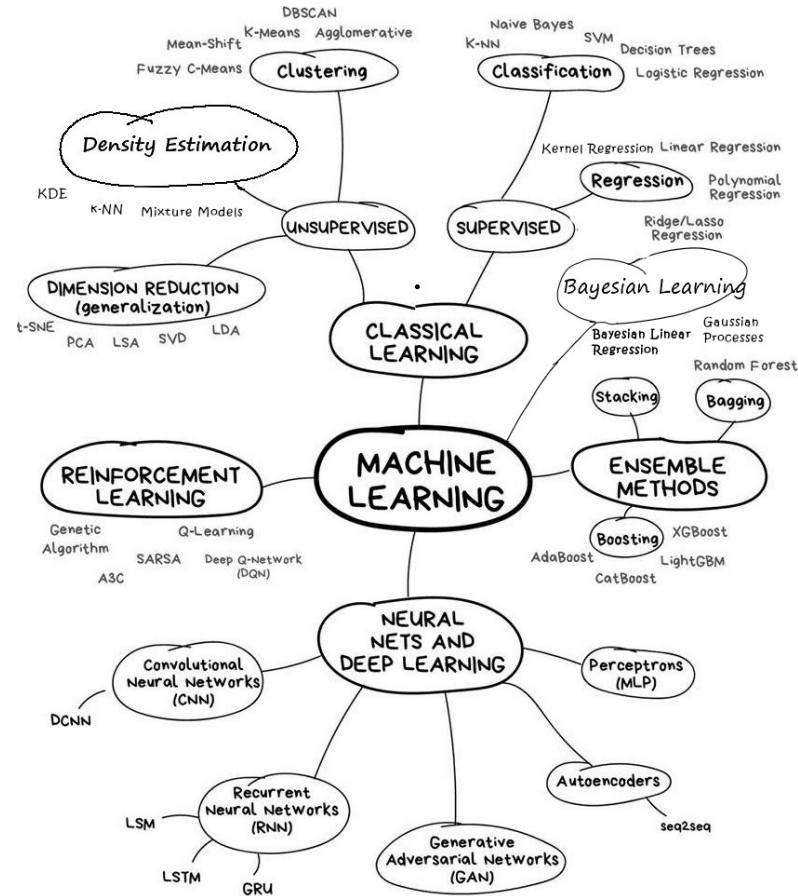 DBSCAN
K-Means Agglomerative
Mean-Shift
Fuzzy C-Means
Clustering
Naive Bayes
K-NN
SVM
Decision Trees
Logistic Regression
Classification
Density Estimation
KDE
K-NN
Mixture Models
UNSUPERVISED
SUPERVISED
Kernel Regression Linear Regression
Regression
Polynomial
Regression
Ridge/Lasso
Regression
DIMENSION REDUCTION
(generalization)
t-SNE
PCA
LSA
SVD
LDA
CLASSICAL
LEARNING
Bayesian Learning
Bayesian Linear
Regression
Gaussian
Processes
Random Forest
Stacking
Bagging
MACHINE
LEARNING
ENSEMBLE
METHODS
REINFORCEMENT
LEARNING
Genetic
Algorithm
Q-Learning
SARSA
Deep Q-Network
(DQN)
A3C
Boosting
XGBoost
AdaBoost
LightGBM
CatBoost
NEURAL
NETS AND
DEEP LEARNING
Convolutional
Neural Networks
(CNN)
DCNN
Perceptrons
(MLP)
Autoencoders
seq2seq
Recurrent
Neural Networks
(RNN)
LSM
LSTM
GRU
Generative
Adversarial Networks
(GAN)